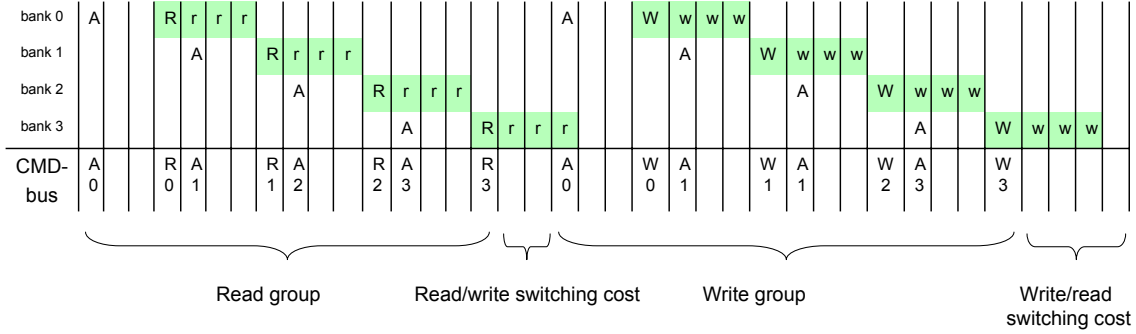 bank 0 A R r r r A W w w w
bank 1 A R r r r A W w w w
bank 2 A R r r r A W w w w
bank 3 A R r r r A W w w w
CMD- A R A R A R A R A W A W A W A W
bus 0 0 1 1 2 2 3 3 0 0 1 1 1 2 3 3
Read group Read/write switching cost Write group Write/read
switching cost